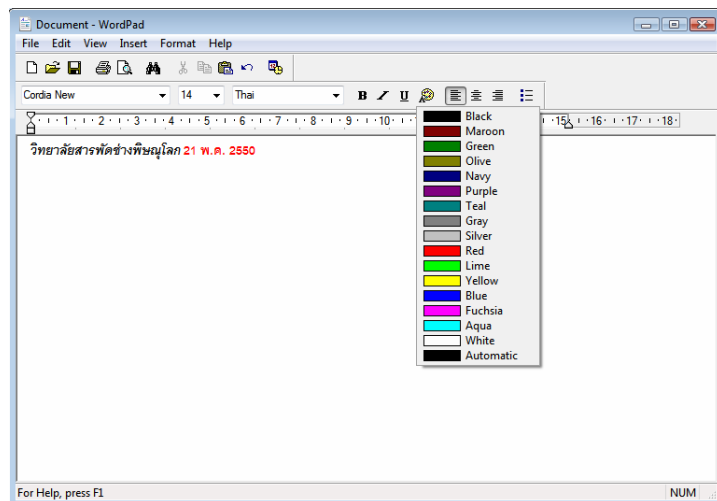 Document - WordPad
File Edit View Insert Format Help
Cordia New 14 Thai B / U
1 2 3 4 5 6 7 8 9 10 15 16 17 18
วิทยาลัยสารพัดช่างพิษณุโลก 21 พ.ค. 2550
Black
Maroon
Green
Olive
Navy
Purple
Teal
Gray
Silver
Red
Lime
Yellow
Blue
Fuchsia
Aqua
White
Automatic
For Help, press F1 NUM